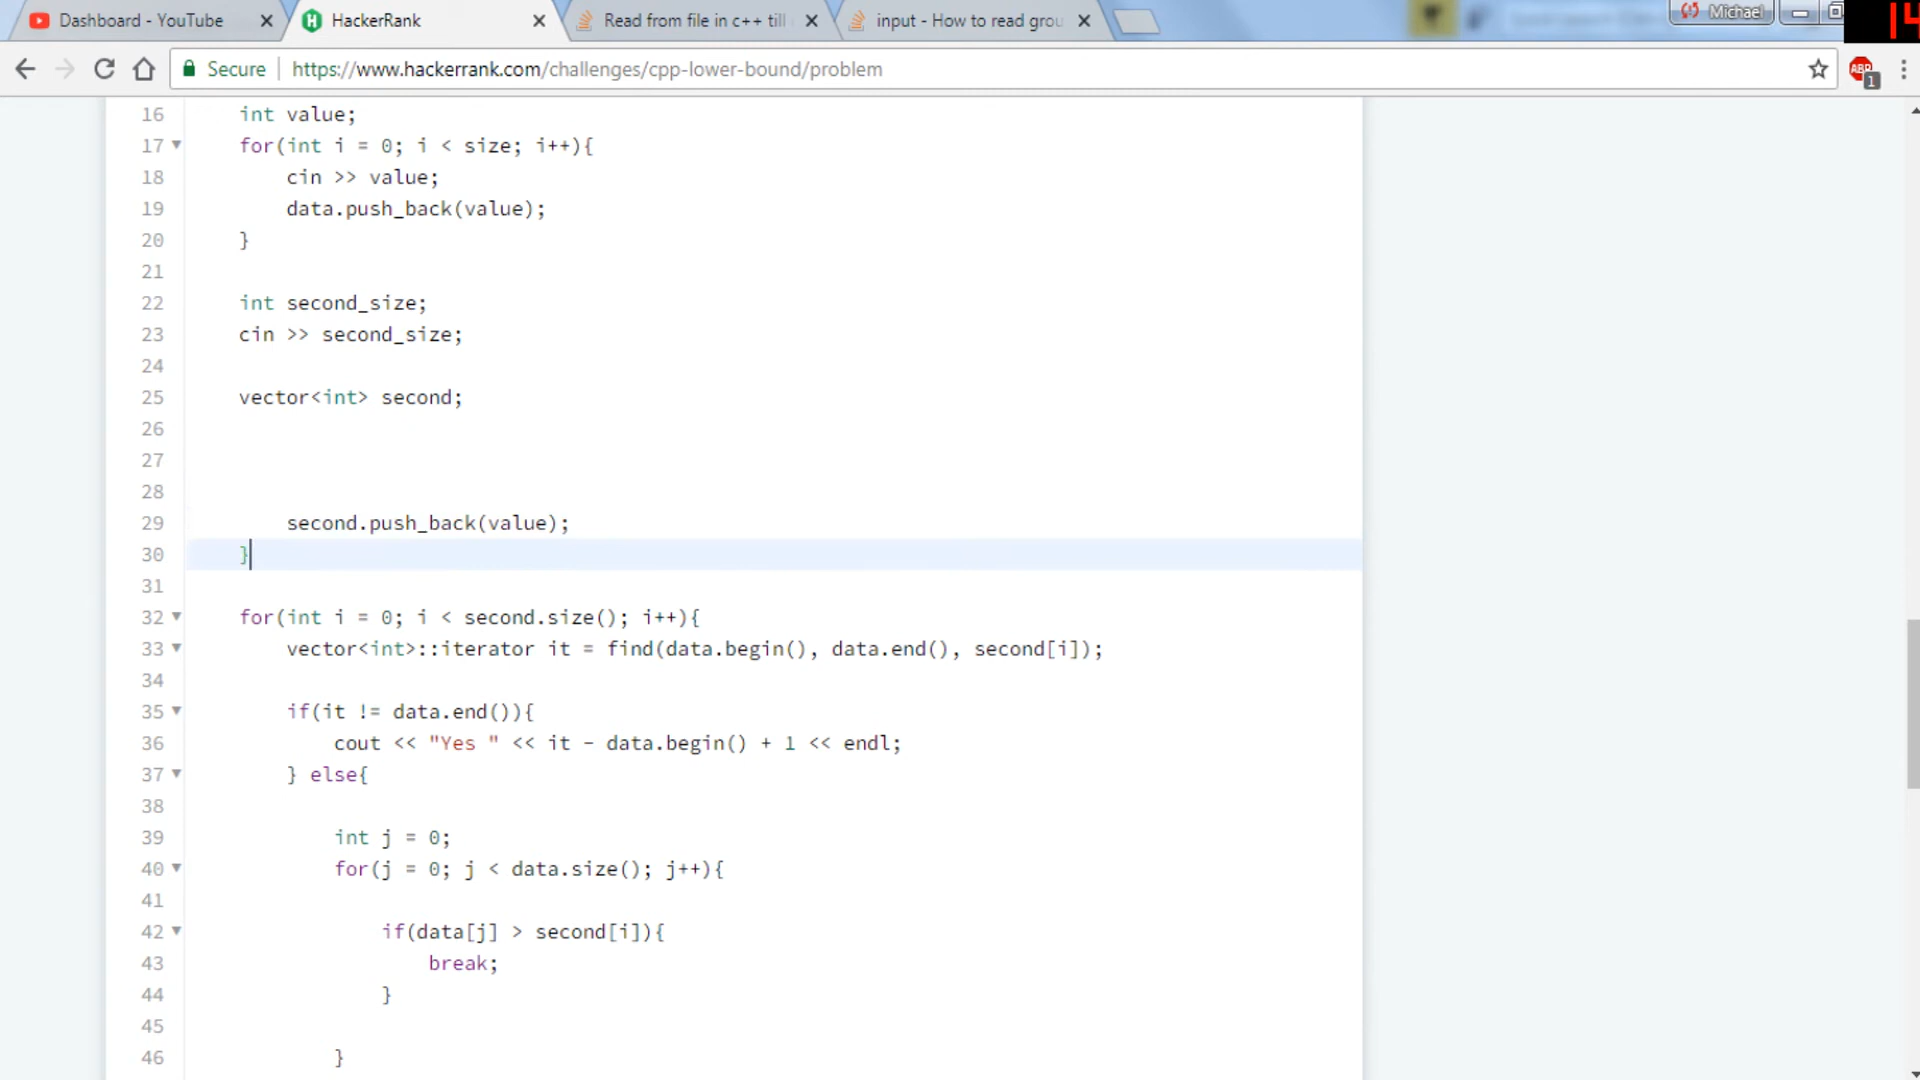 Dashboard - YouTube
HackerRank
Read from file in c++ till
input - How to read grou
Michael
14
Secure
https://www.hackerrank.com/challenges/cpp-lower-bound/problem
ABP
1
16 int value;
17 for(int i = 0; i < size; i++){
18 cin >> value;
19 data.push_back(value);
20 }
21
22 int second_size;
23 cin >> second_size;
24
25 vector<int> second;
26
27
28
29 second.push_back(value);
30 }
31
32 for(int i = 0; i < second.size(); i++){
33 vector<int>::iterator it = find(data.begin(), data.end(), second[i]);
34
35 if(it != data.end()){
36 cout << "Yes " << it - data.begin() + 1 << endl;
37 } else{
38
39 int j = 0;
40 for(j = 0; j < data.size(); j++){
41
42 if(data[j] > second[i]){
43 break;
44 }
45
46 }